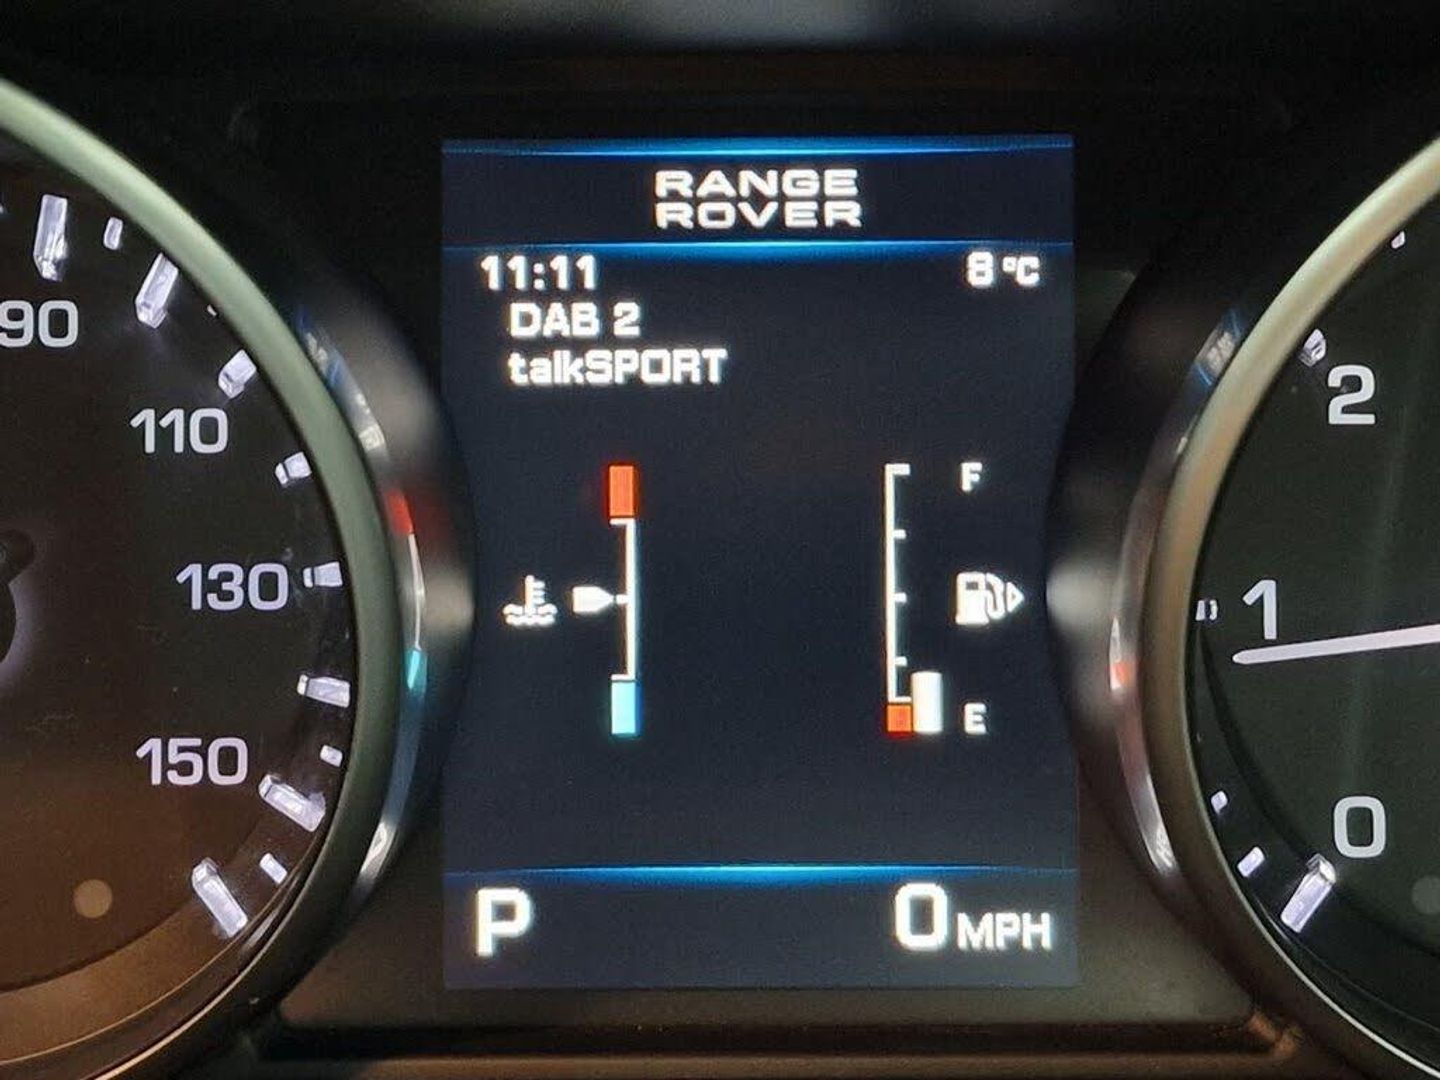 RANGE
ROVER
11:11
8 °C
DAB 2
talkSPORT
F
E
P
0 MPH
90
110
130
150
2
1
0